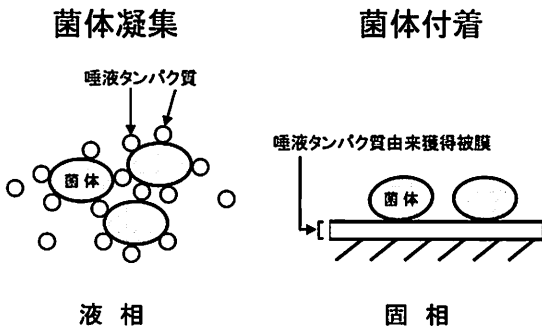 菌体凝集
菌体付着
唾液タンパク質
唾液タンパク質由来獲得被膜
菌体
菌体
液相
固相